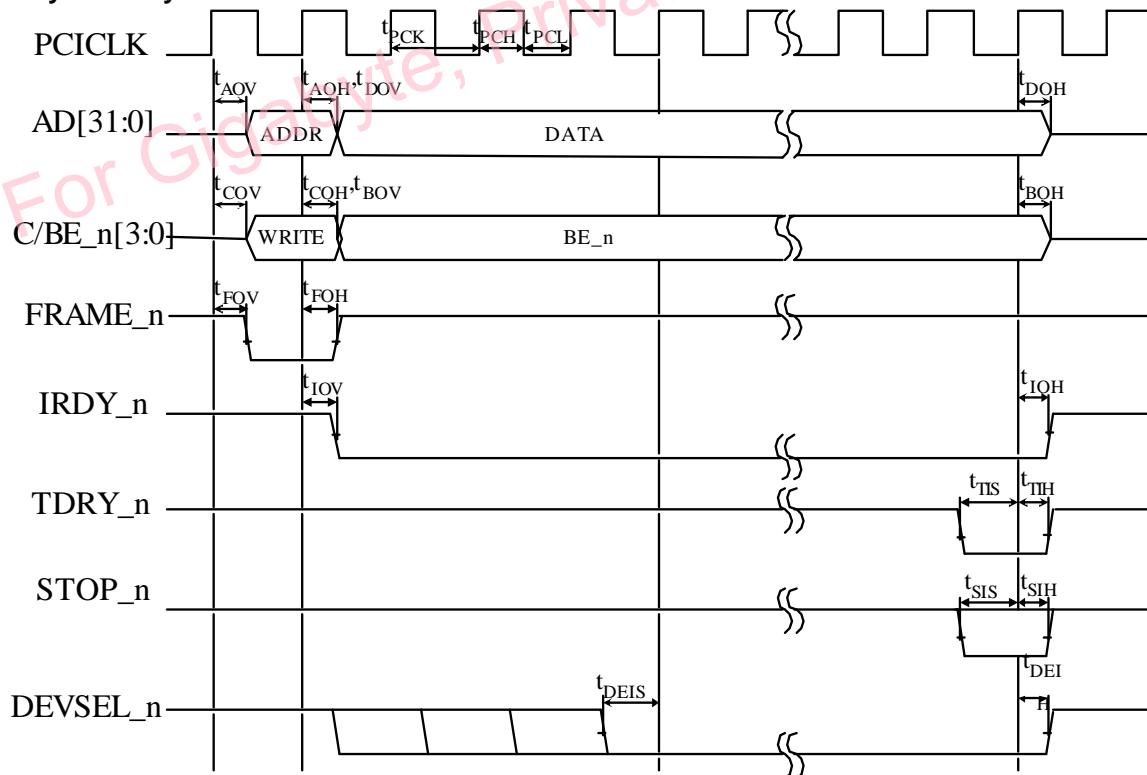 PCICLK
tPCK
tPCH
tPCL
tAOV
tAOH,tDOV
tDOH
AD[31:0]
ADDR
DATA
tCOV
tCOH,tBOV
tBOH
C/BE_n[3:0]
WRITE
BE_n
tFOV
tFOH
FRAME_n
tIOV
tIOH
IRDY_n
tTIS
tTIH
TDRY_n
tSIS
tSIH
STOP_n
tDEIS
tDEI
H
DEVSEL_n
For Gigabyte, Priva